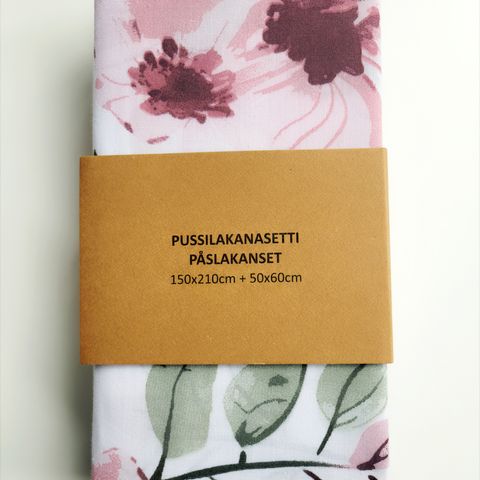 PUSSILAKANASETTI
PÅSLAKANSET
150x210cm + 50x60cm